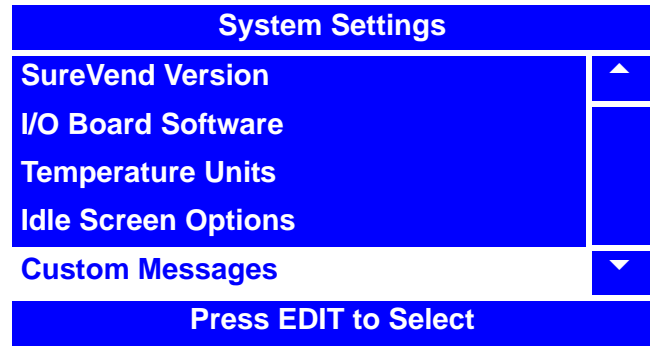 System Settings
SureVend Version
I/O Board Software
Temperature Units
Idle Screen Options
Custom Messages
Press EDIT to Select